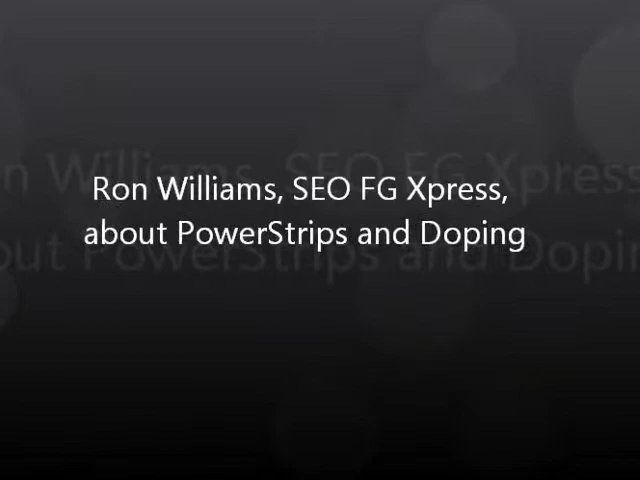 Ron Williams, SEO FG Xpress,
about PowerStrips and Doping